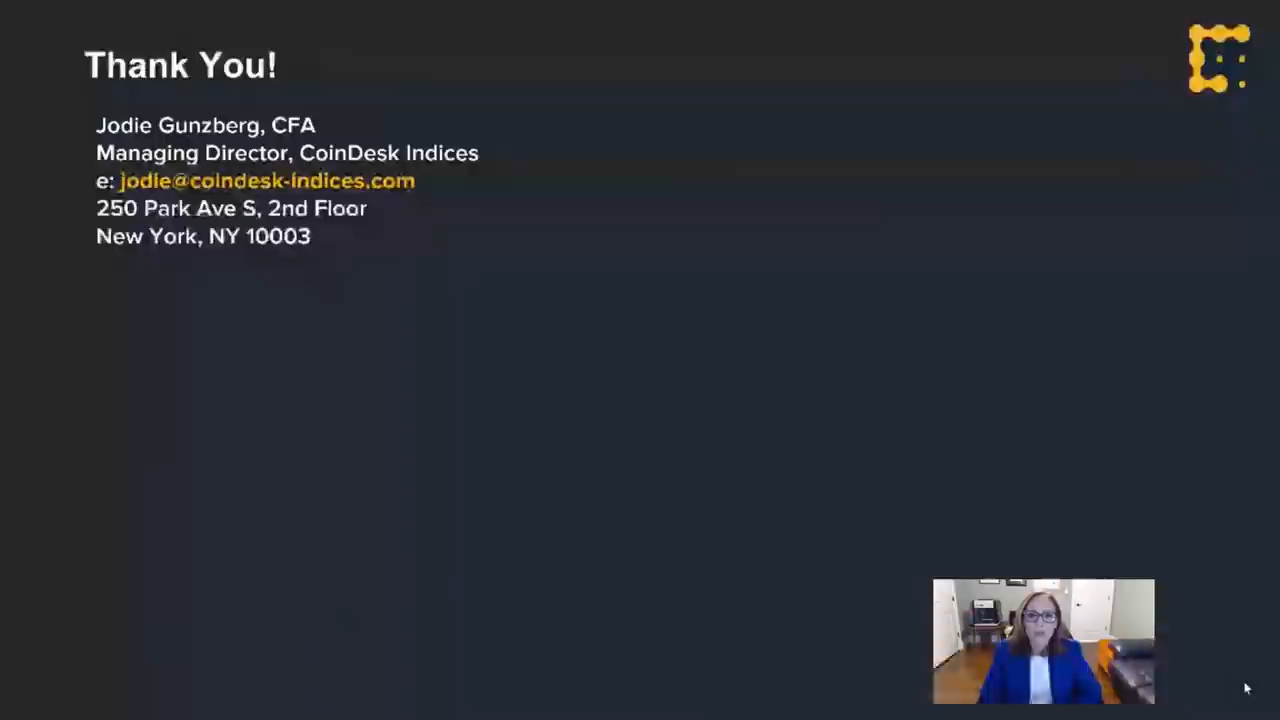 Thank You!
Jodie Gunzberg, CFA
Managing Director, CoinDesk Indices
e: jodie@coindesk-indices.com
250 Park Ave S, 2nd Floor
New York, NY 10003